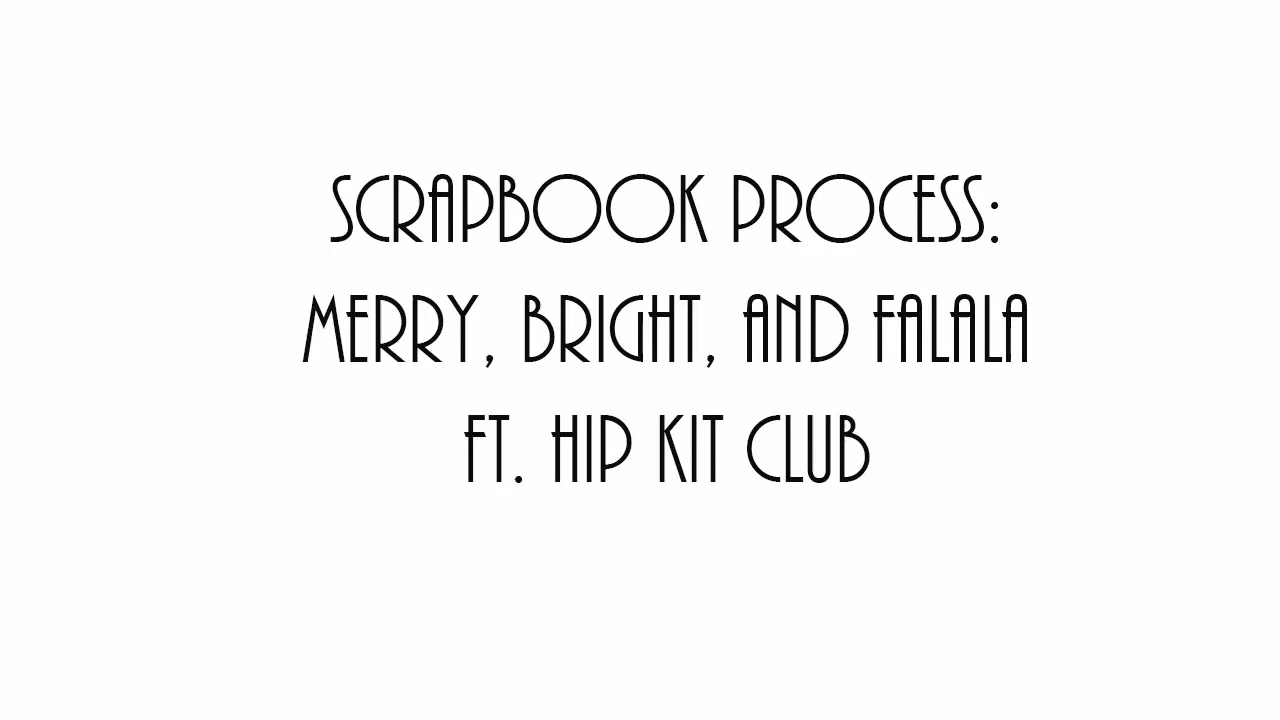 SCRAPBOOK PROCESS:
MERRY, BRIGHT, AND FALALA
FT. HIP KIT CLUB